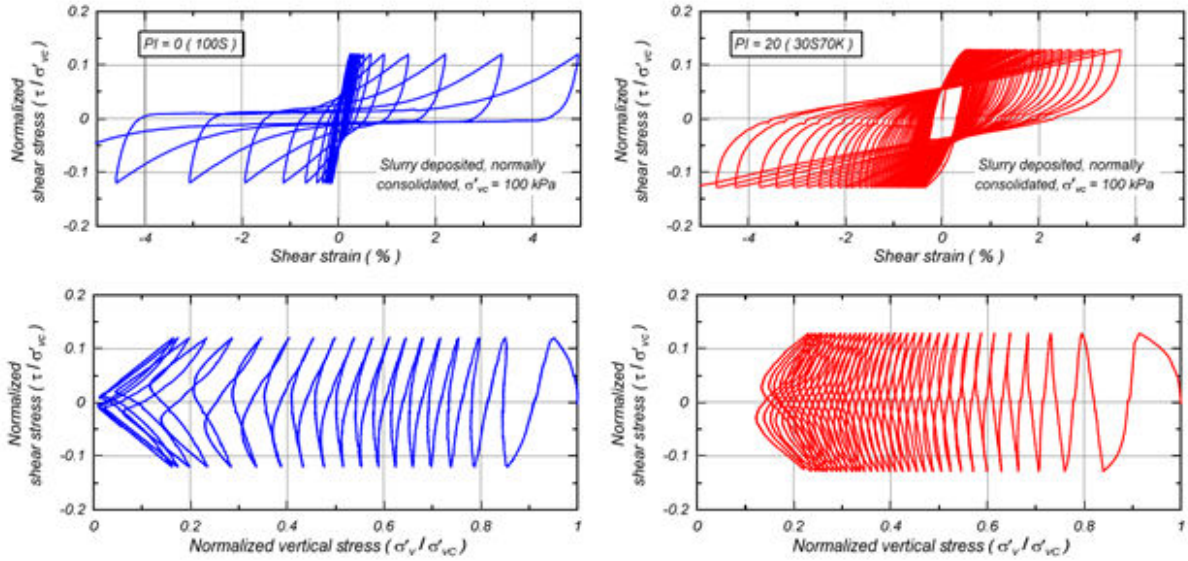 0.2
0.1
0
-0.1
-0.2
Normalized
shear stress ( τ / σ′vc )
PI = 0 ( 100S )
Slurry deposited, normally
consolidated, σ′vc = 100 kPa
-4 -2 0 2 4
Shear strain ( % )
0.2
0.1
0
-0.1
-0.2
Normalized
shear stress ( τ / σ′vc )
PI = 20 ( 30S70K )
Slurry deposited, normally
consolidated, σ′vc = 100 kPa
-4 -2 0 2 4
Shear strain ( % )
0.2
0.1
0
-0.1
-0.2
Normalized
shear stress ( τ / σ′vc )
0 0.2 0.4 0.6 0.8 1
Normalized vertical stress ( σ′v / σ′vc )
0.2
0.1
0
-0.1
-0.2
Normalized
shear stress ( τ / σ′vc )
0 0.2 0.4 0.6 0.8 1
Normalized vertical stress ( σ′v / σ′vc )